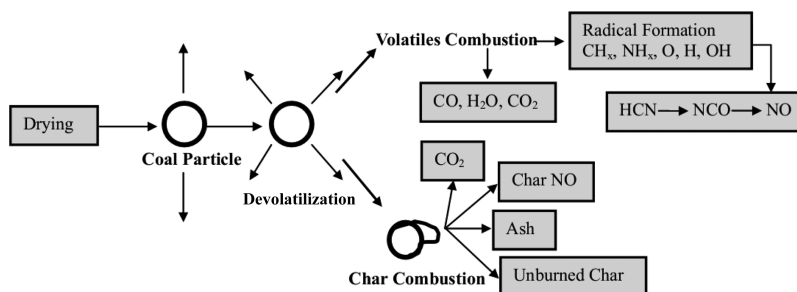 Volatiles Combustion
Radical Formation
CHₓ, NHₓ, O, H, OH
CO, H₂O, CO₂
HCN → NCO → NO
Drying
Coal Particle
Devolatilization
CO₂
Char NO
Ash
Unburned Char
Char Combustion